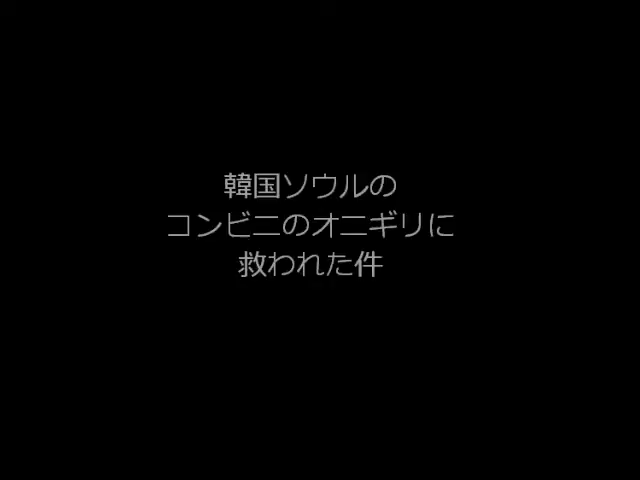 韓国ソウルの
コンビニのオニギリに
救われた件